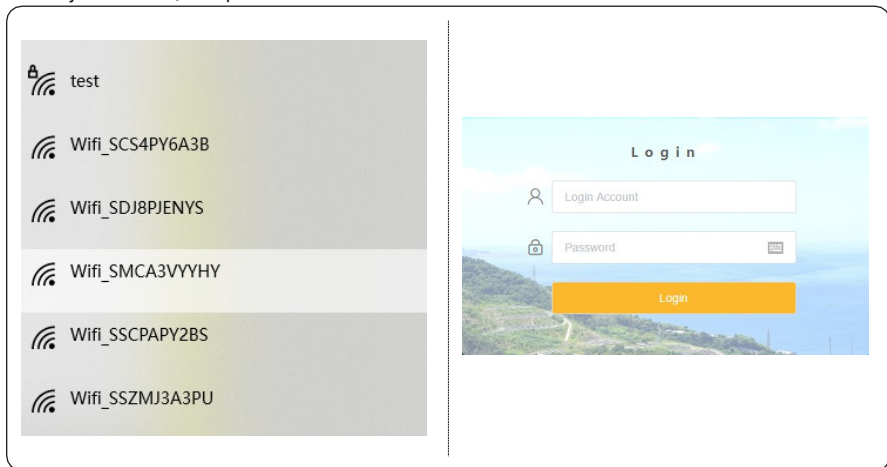 test
Wifi_SCS4PY6A3B
Wifi_SDJ8PJENYS
Wifi_SMCA3VYYHY
Wifi_SSCPAPY2BS
Wifi_SSZMJ3A3PU
Login
Login Account
Password
Login